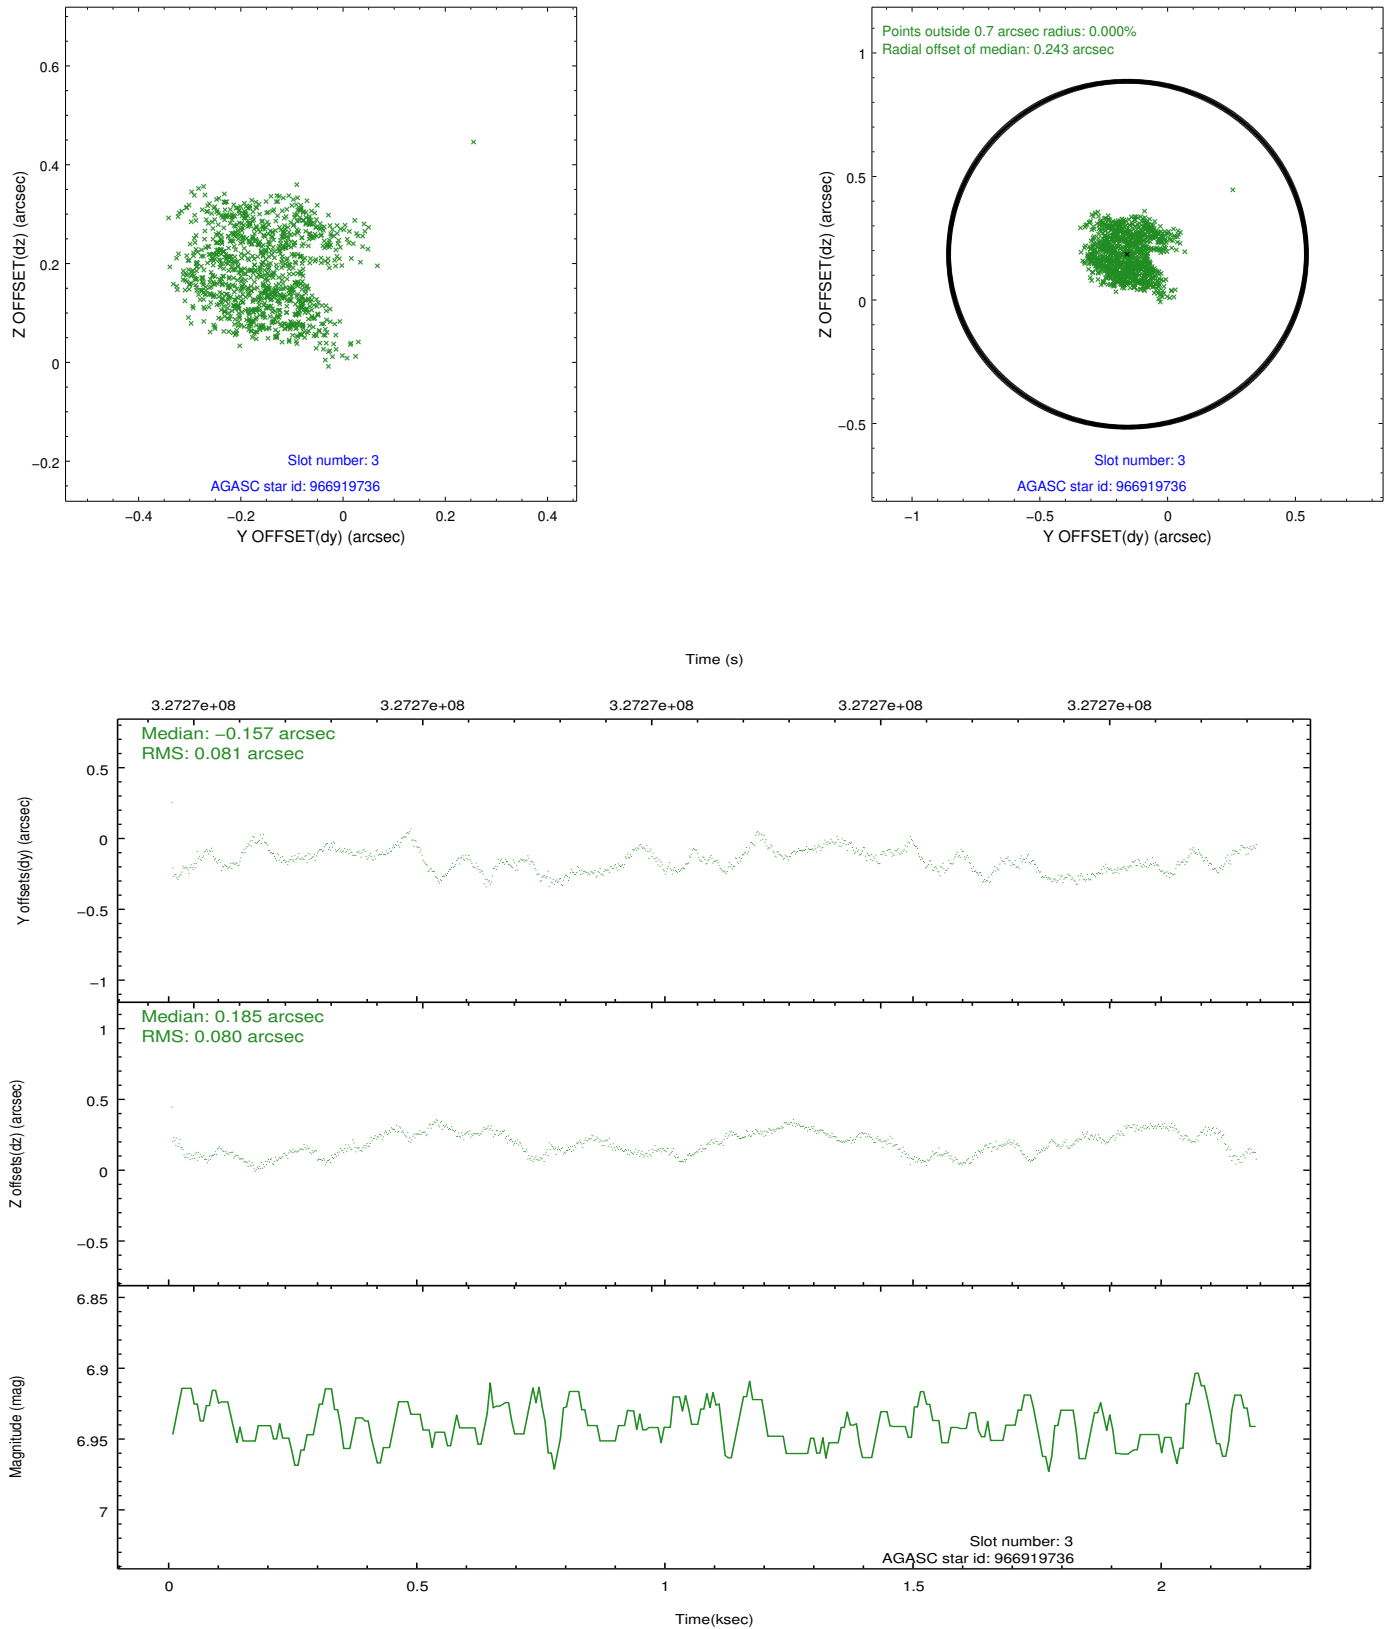 0.6
0.4
0.2
0
−0.2
−0.4
−0.2
0
0.2
0.4
Z OFFSET(dz) (arcsec)
Y OFFSET(dy) (arcsec)
Slot number: 3
AGASC star id: 966919736
Points outside 0.7 arcsec radius: 0.000%
Radial offset of median: 0.243 arcsec
1
0.5
0
−0.5
−1
−0.5
0
0.5
Z OFFSET(dz) (arcsec)
Y OFFSET(dy) (arcsec)
Slot number: 3
AGASC star id: 966919736
Time (s)
3.2727e+08
3.2727e+08
3.2727e+08
3.2727e+08
3.2727e+08
Median: −0.157 arcsec
RMS: 0.081 arcsec
0.5
0
−0.5
−1
Y offsets(dy) (arcsec)
Median: 0.185 arcsec
RMS: 0.080 arcsec
1
0.5
0
−0.5
Z offsets(dz) (arcsec)
6.85
6.9
6.95
7
Magnitude (mag)
Slot number: 3
AGASC star id: 966919736
0
0.5
1
1.5
2
Time(ksec)